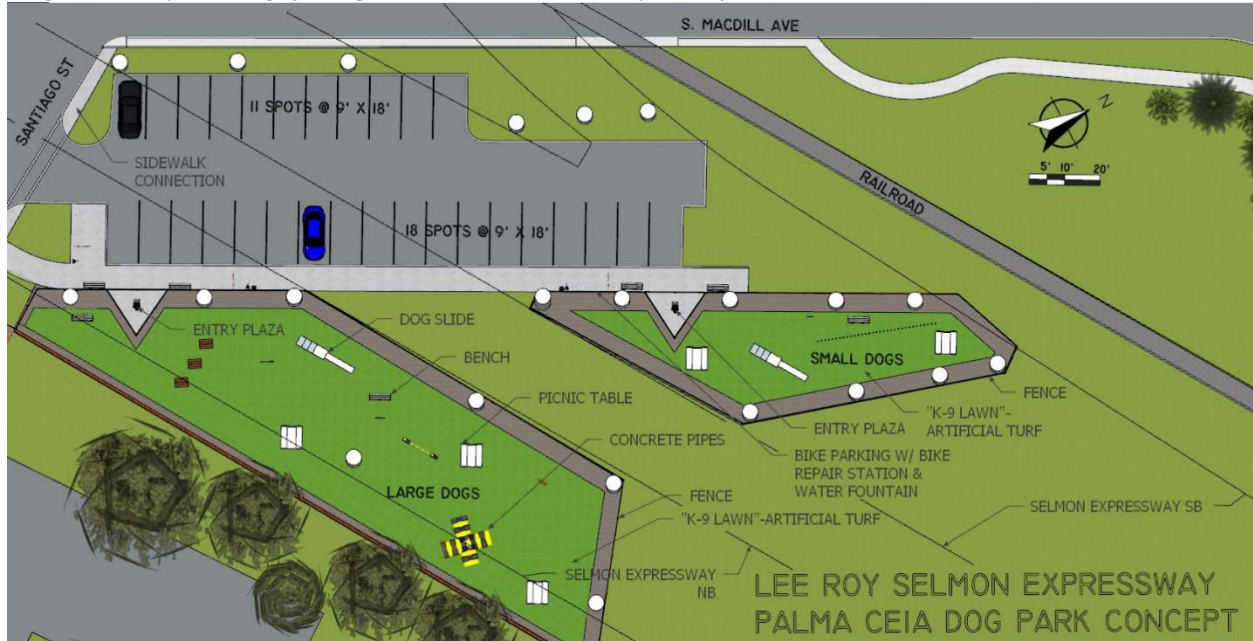 S. MACDILL AVE
SANTIAGO ST
11 SPOTS @ 9' X 18'
SIDEWALK
CONNECTION
N
5' 10' 20'
RAILROAD
18 SPOTS @ 9' X 18'
ENTRY PLAZA
DOG SLIDE
BENCH
PICNIC TABLE
CONCRETE PIPES
LARGE DOGS
FENCE
"K-9 LAWN"-ARTIFICIAL TURF
SELMON EXPRESSWAY
NB
SMALL DOGS
FENCE
"K-9 LAWN"-
ARTIFICIAL TURF
ENTRY PLAZA
BIKE PARKING W/ BIKE
REPAIR STATION &
WATER FOUNTAIN
SELMON EXPRESSWAY SB
LEE ROY SELMON EXPRESSWAY
PALMA CEIA DOG PARK CONCEPT